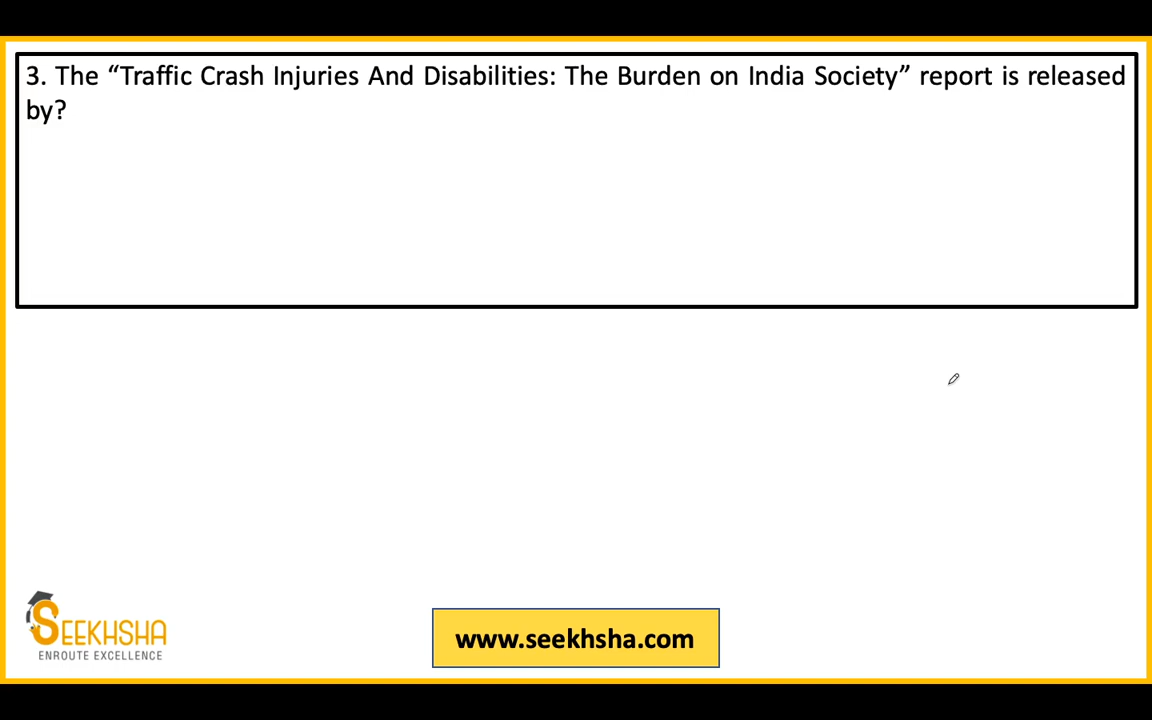 3. The “Traffic Crash Injuries And Disabilities: The Burden on India Society” report is released
by?
SEEKHSHA
ENROUTE EXCELLENCE
www.seekhsha.com